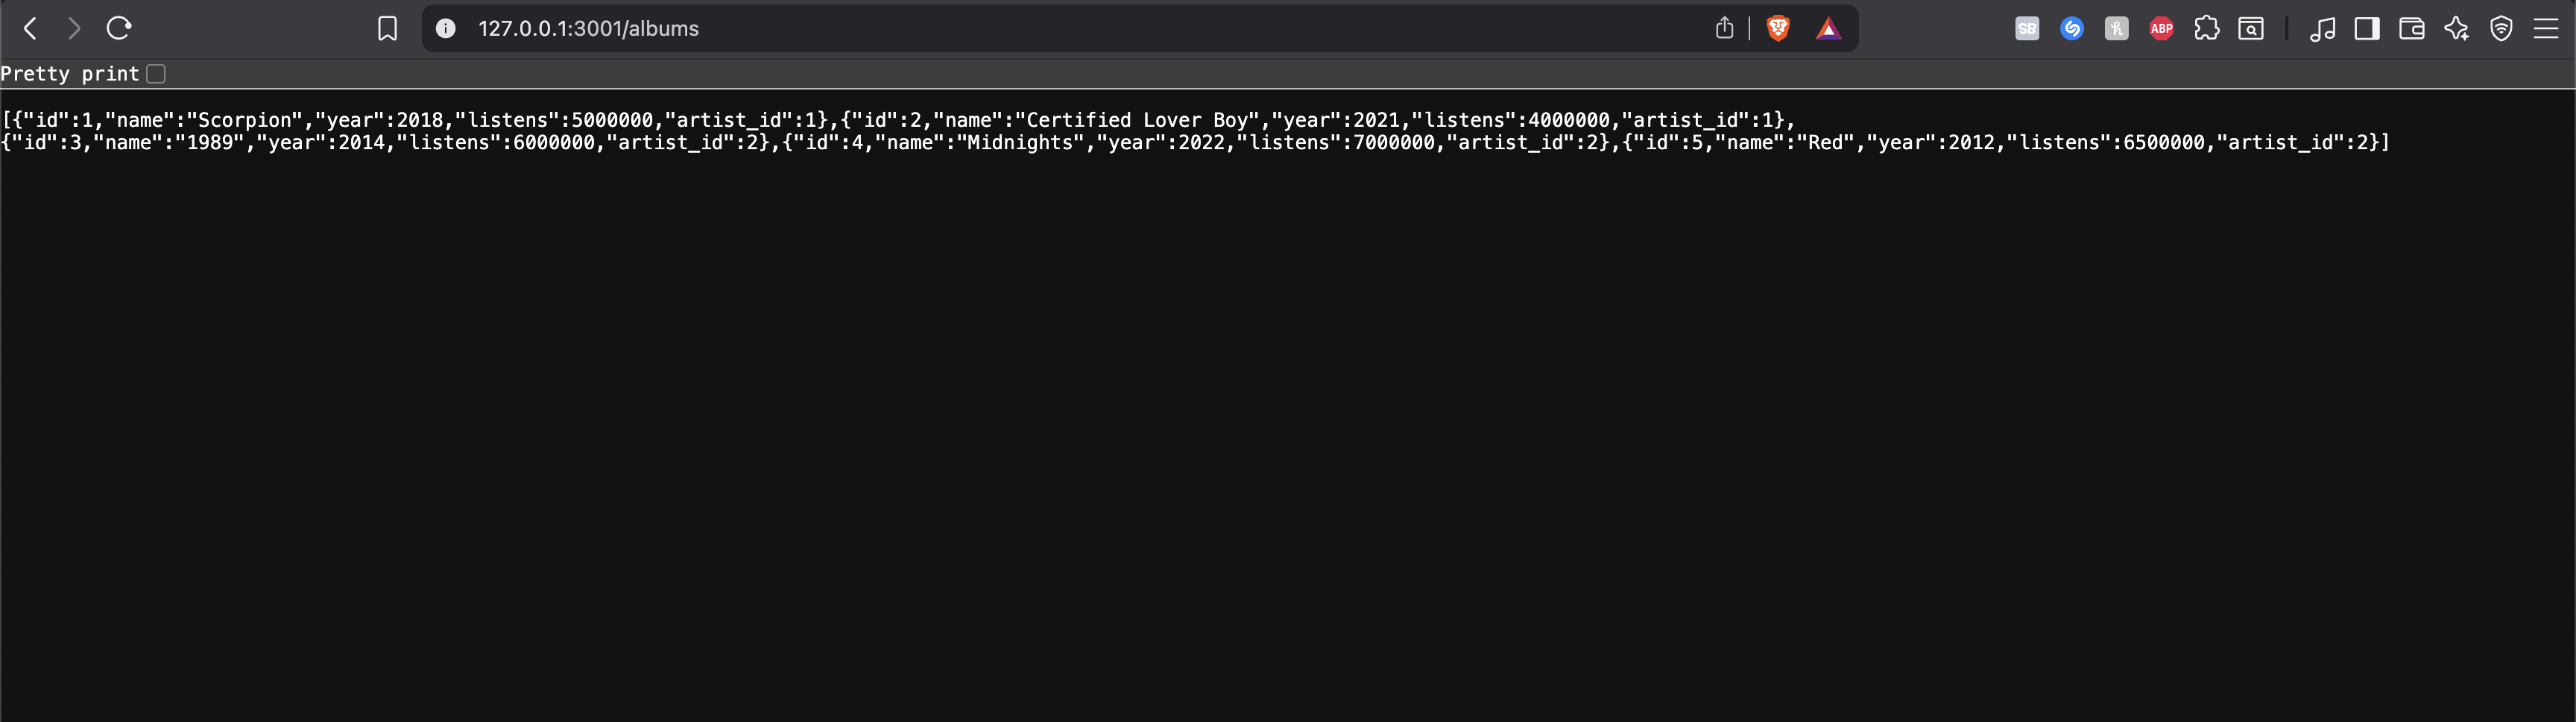 127.0.0.1:3001/albums
SB
ABP
Pretty print
[{"id":1,"name":"Scorpion","year":2018,"listens":5000000,"artist_id":1},{"id":2,"name":"Certified Lover Boy","year":2021,"listens":4000000,"artist_id":1},
{"id":3,"name":"1989","year":2014,"listens":6000000,"artist_id":2},{"id":4,"name":"Midnights","year":2022,"listens":7000000,"artist_id":2},{"id":5,"name":"Red","year":2012,"listens":6500000,"artist_id":2}]